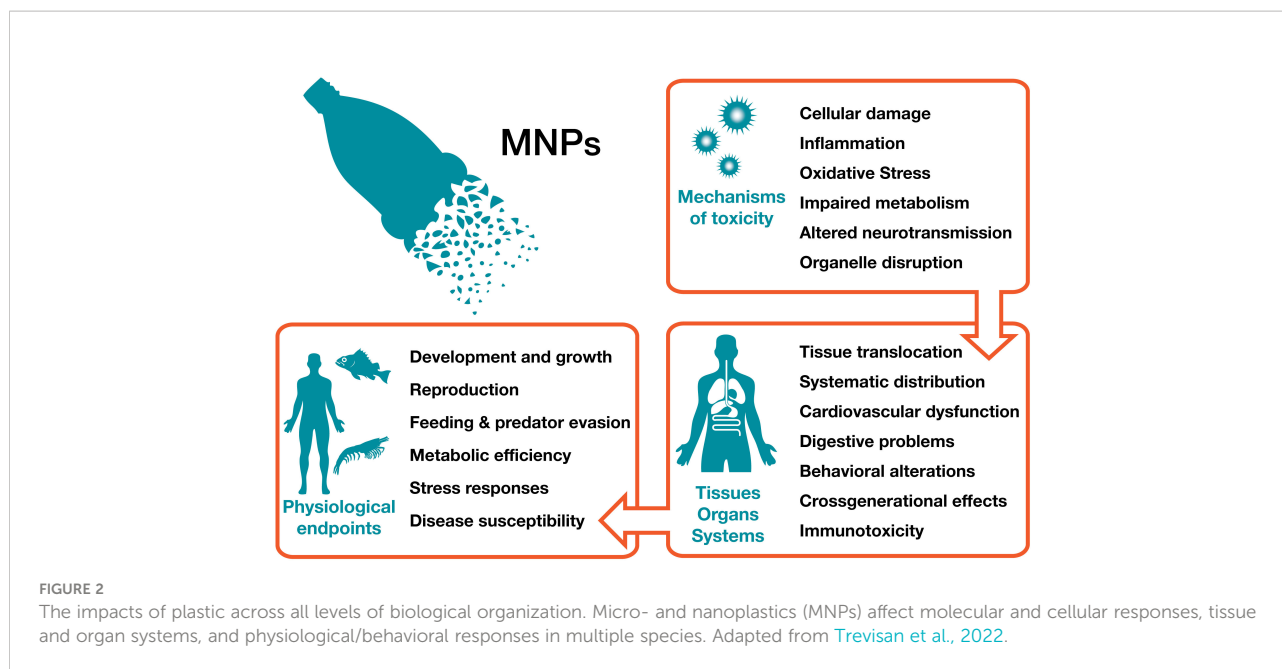 MNPs
Mechanisms
of toxicity
Cellular damage
Inflammation
Oxidative Stress
Impaired metabolism
Altered neurotransmission
Organelle disruption
Tissues
Organs
Systems
Tissue translocation
Systematic distribution
Cardiovascular dysfunction
Digestive problems
Behavioral alterations
Crossgenerational effects
Immunotoxicity
Physiological
endpoints
Development and growth
Reproduction
Feeding & predator evasion
Metabolic efficiency
Stress responses
Disease susceptibility
FIGURE 2
The impacts of plastic across all levels of biological organization. Micro- and nanoplastics (MNPs) affect molecular and cellular responses, tissue
and organ systems, and physiological/behavioral responses in multiple species. Adapted from Trevisan et al., 2022.